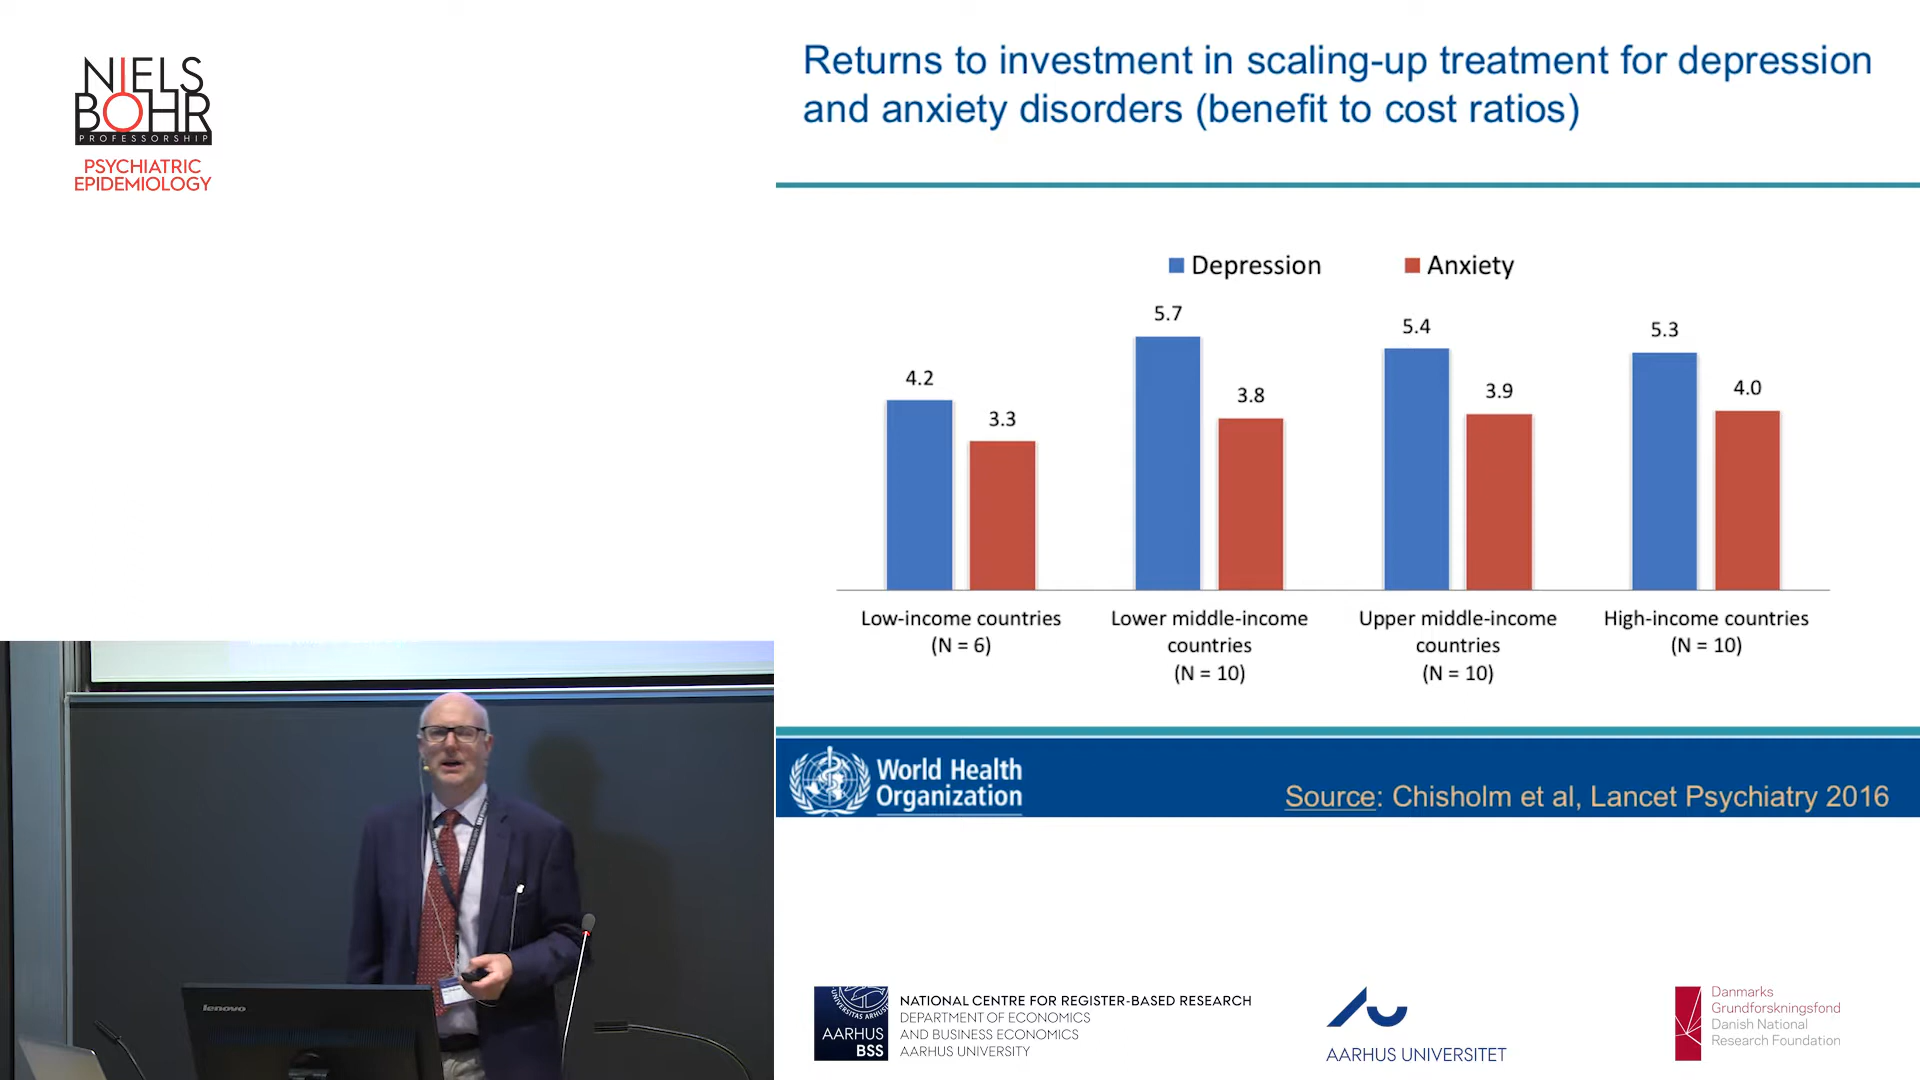 NIELS
BOHR
PROFESSORSHIP
PSYCHIATRIC
EPIDEMIOLOGY
Returns to investment in scaling-up treatment for depression
and anxiety disorders (benefit to cost ratios)
Depression Anxiety
4.2 3.3 5.7 3.8 5.4 3.9 5.3 4.0
Low-income countries
(N = 6)
Lower middle-income
countries
(N = 10)
Upper middle-income
countries
(N = 10)
High-income countries
(N = 10)
World Health
Organization
Source: Chisholm et al, Lancet Psychiatry 2016
lenovo
AARHUS
BSS
NATIONAL CENTRE FOR REGISTER-BASED RESEARCH
DEPARTMENT OF ECONOMICS
AND BUSINESS ECONOMICS
AARHUS UNIVERSITY
AARHUS UNIVERSITET
Danmarks
Grundforskningsfond
Danish National
Research Foundation